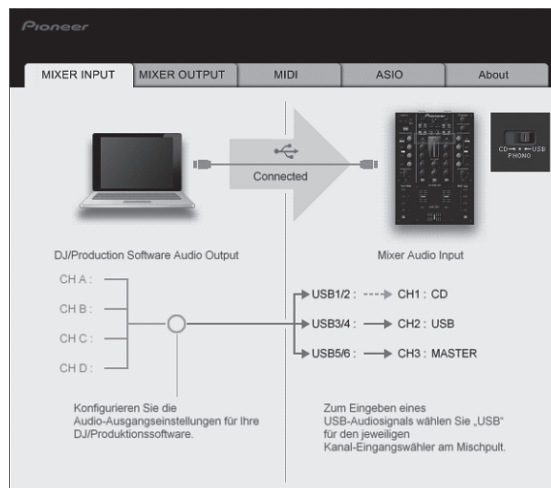 Pioneer
MIXER INPUT MIXER OUTPUT MIDI ASIO About
Connected
CD USB
PHONO
DJ/Production Software Audio Output
Mixer Audio Input
CH A :
CH B :
CH C :
CH D :
USB1/2 : CH1 : CD
USB3/4 : CH2 : USB
USB5/6 : CH3 : MASTER
Konfigurieren Sie die
Audio-Ausgangseinstellungen für Ihre
DJ/Produktionssoftware.
Zum Eingeben eines
USB-Audiosignals wählen Sie „USB“
für den jeweiligen
Kanal-Eingangswähler am Mischpult.